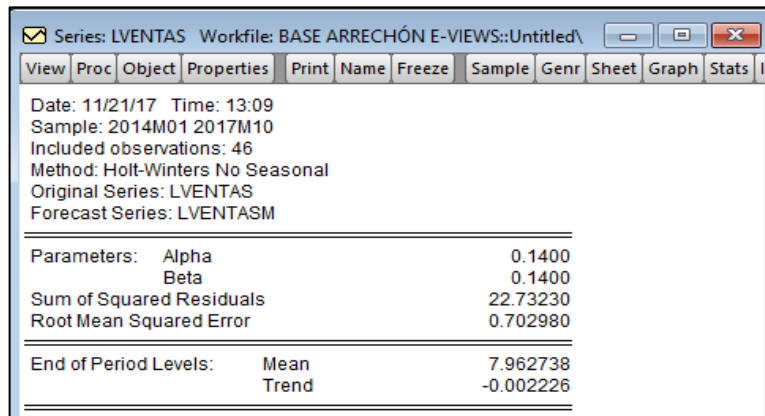 Series: LVENTAS Workfile: BASE ARRECHÓN E-VIEWS::Untitled\
View Proc Object Properties Print Name Freeze Sample Genr Sheet Graph Stats
Date: 11/21/17 Time: 13:09
Sample: 2014M01 2017M10
Included observations: 46
Method: Holt-Winters No Seasonal
Original Series: LVENTAS
Forecast Series: LVENTASM
Parameters: Alpha 0.1400
Beta 0.1400
Sum of Squared Residuals 22.73230
Root Mean Squared Error 0.702980
End of Period Levels: Mean 7.962738
Trend -0.002226